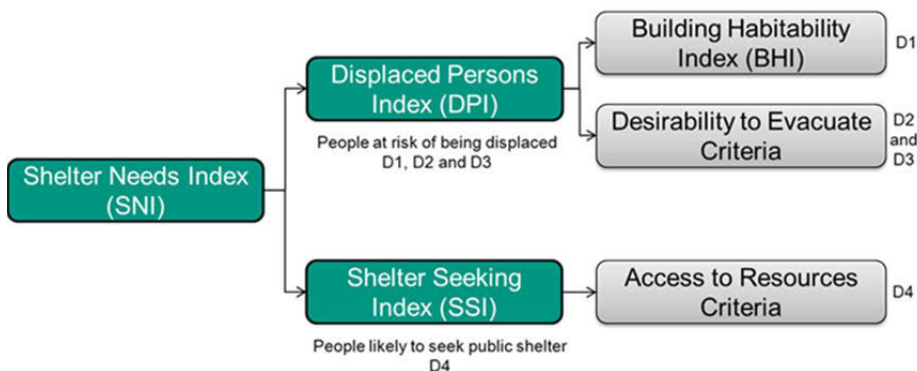 Shelter Needs Index
(SNI)
Displaced Persons
Index (DPI)
People at risk of being displaced
D1, D2 and D3
Building Habitability
Index (BHI)
D1
Desirability to Evacuate
Criteria
D2
and
D3
Shelter Seeking
Index (SSI)
People likely to seek public shelter
D4
Access to Resources
Criteria
D4